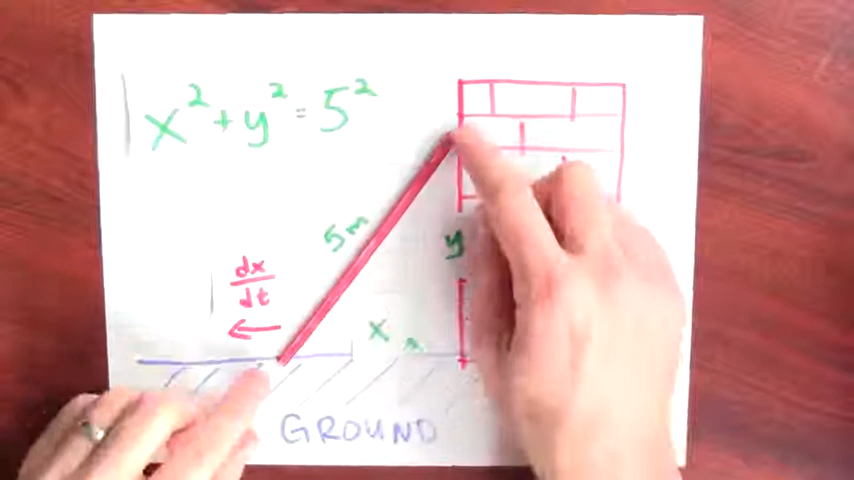 x² + y² = 5²
5m
y
dx/dt
x
GROUND